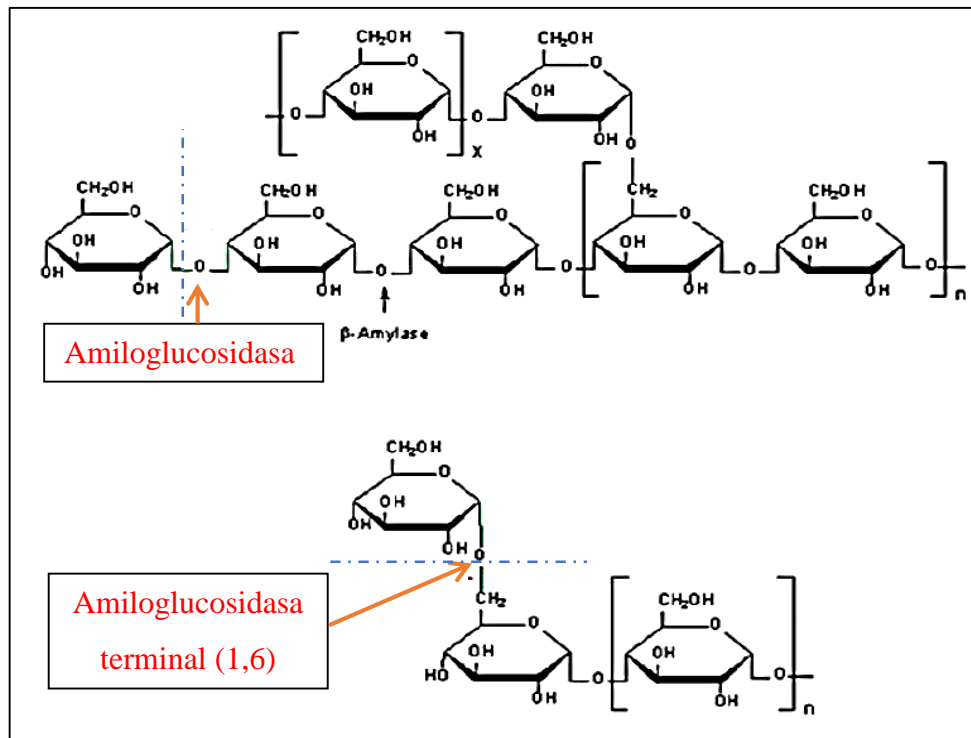 CH₂OH CH₂OH
O O
OH OH
O O
OH OH
X O
CH₂OH CH₂OH CH₂OH CH₂ CH₂OH
O O O O O
OH OH OH OH OH
OH O O O O O
OH OH OH OH OH
n
β-Amylase
Amiloglucosidasa
CH₂OH
O
OH
OH
OH O
Amiloglucosidasa
terminal (1,6)
CH₂ CH₂OH
O O
OH OH
HO O O
OH OH
n